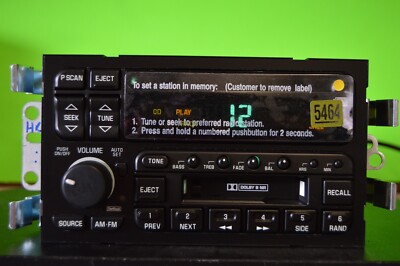 P.SCAN EJECT
To set a station in memory: (Customer to remove label)
CD PLAY
12
5464
SEEK TUNE
1. Tune or seek to preferred radio station.
2. Press and hold a numbered pushbutton for 2 seconds.
PUSH ON/OFF VOLUME AUTO SET
TONE BASS TREB FADE BAL HRS MIN
EJECT DOLBY B NR RECALL
SOURCE AM-FM
1 PREV 2 NEXT 3 4 5 SIDE 6 RAND